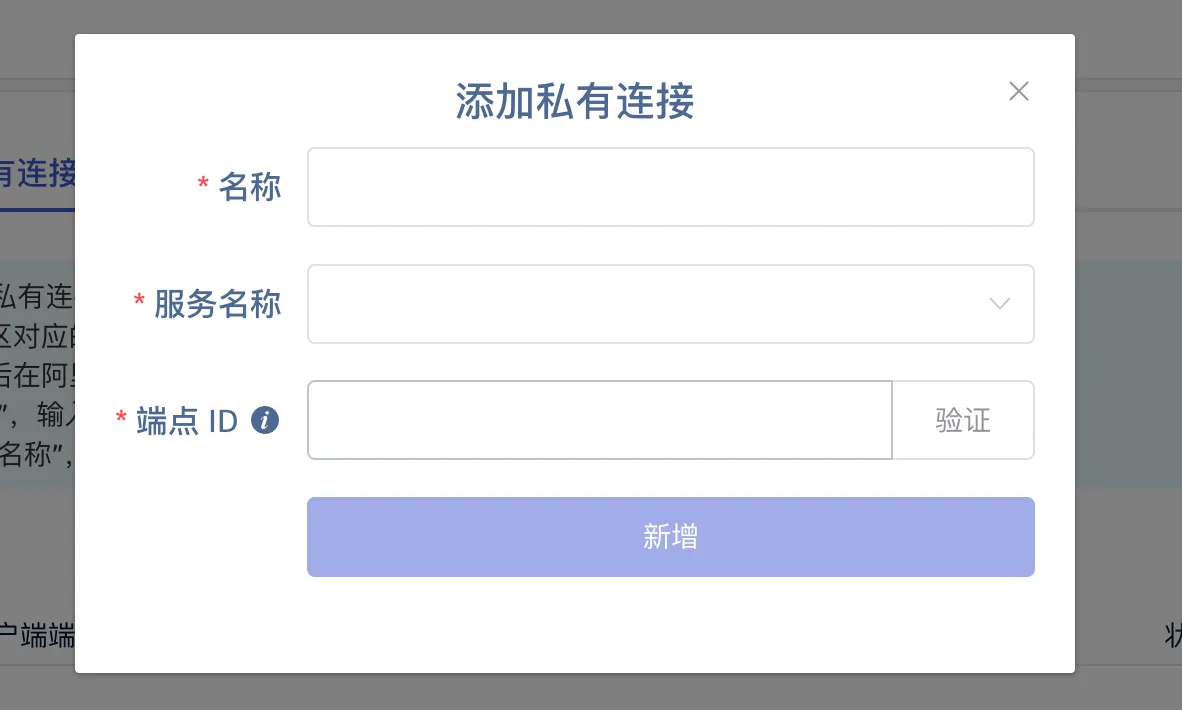 添加私有连接
* 名称
有连接
* 服务名称
私有连
区对应的
后在阿里
* 端点 ID i
验证
”，输入
名称”,
新增
户端端
状